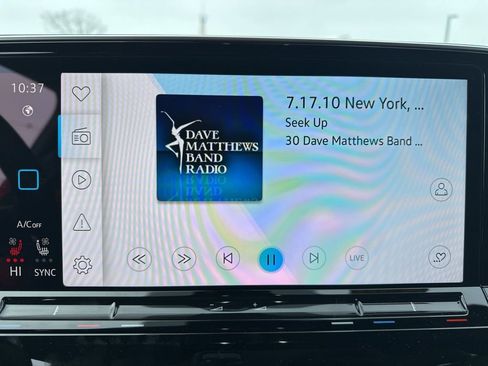 10:37
7.17.10 New York, ...
Seek Up
30 Dave Matthews Band ...
DAVE
MATTHEWS
BAND
RADIO
A/C OFF
HI
SYNC
LIVE